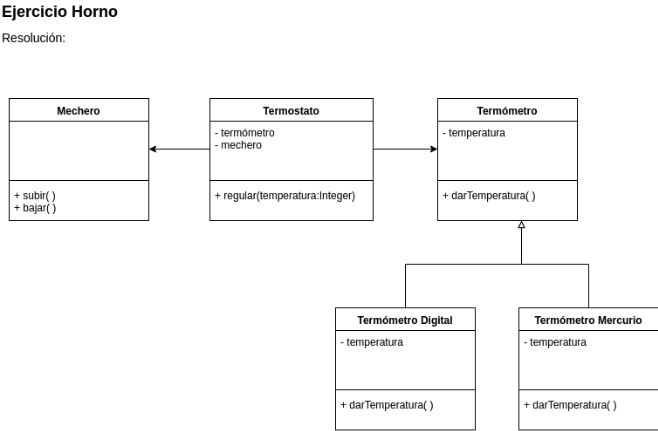 Ejercicio Horno
Resolución:
Mechero
+ subir( )
+ bajar( )
Termostato
- termómetro
- mechero
+ regular(temperatura:Integer)
Termómetro
- temperatura
+ darTemperatura( )
Termómetro Digital
- temperatura
+ darTemperatura( )
Termómetro Mercurio
- temperatura
+ darTemperatura( )